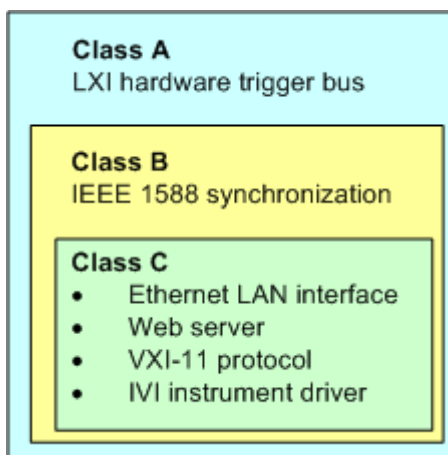 Class A
LXI hardware trigger bus
Class B
IEEE 1588 synchronization
Class C
• Ethernet LAN interface
• Web server
• VXI-11 protocol
• IVI instrument driver